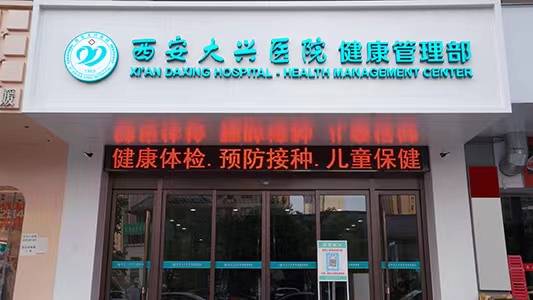 西安大兴医院 健康管理部
XI'AN DAXING HOSPITAL - HEALTH MANAGEMENT CENTER
健康体检.预防接种.儿童保健